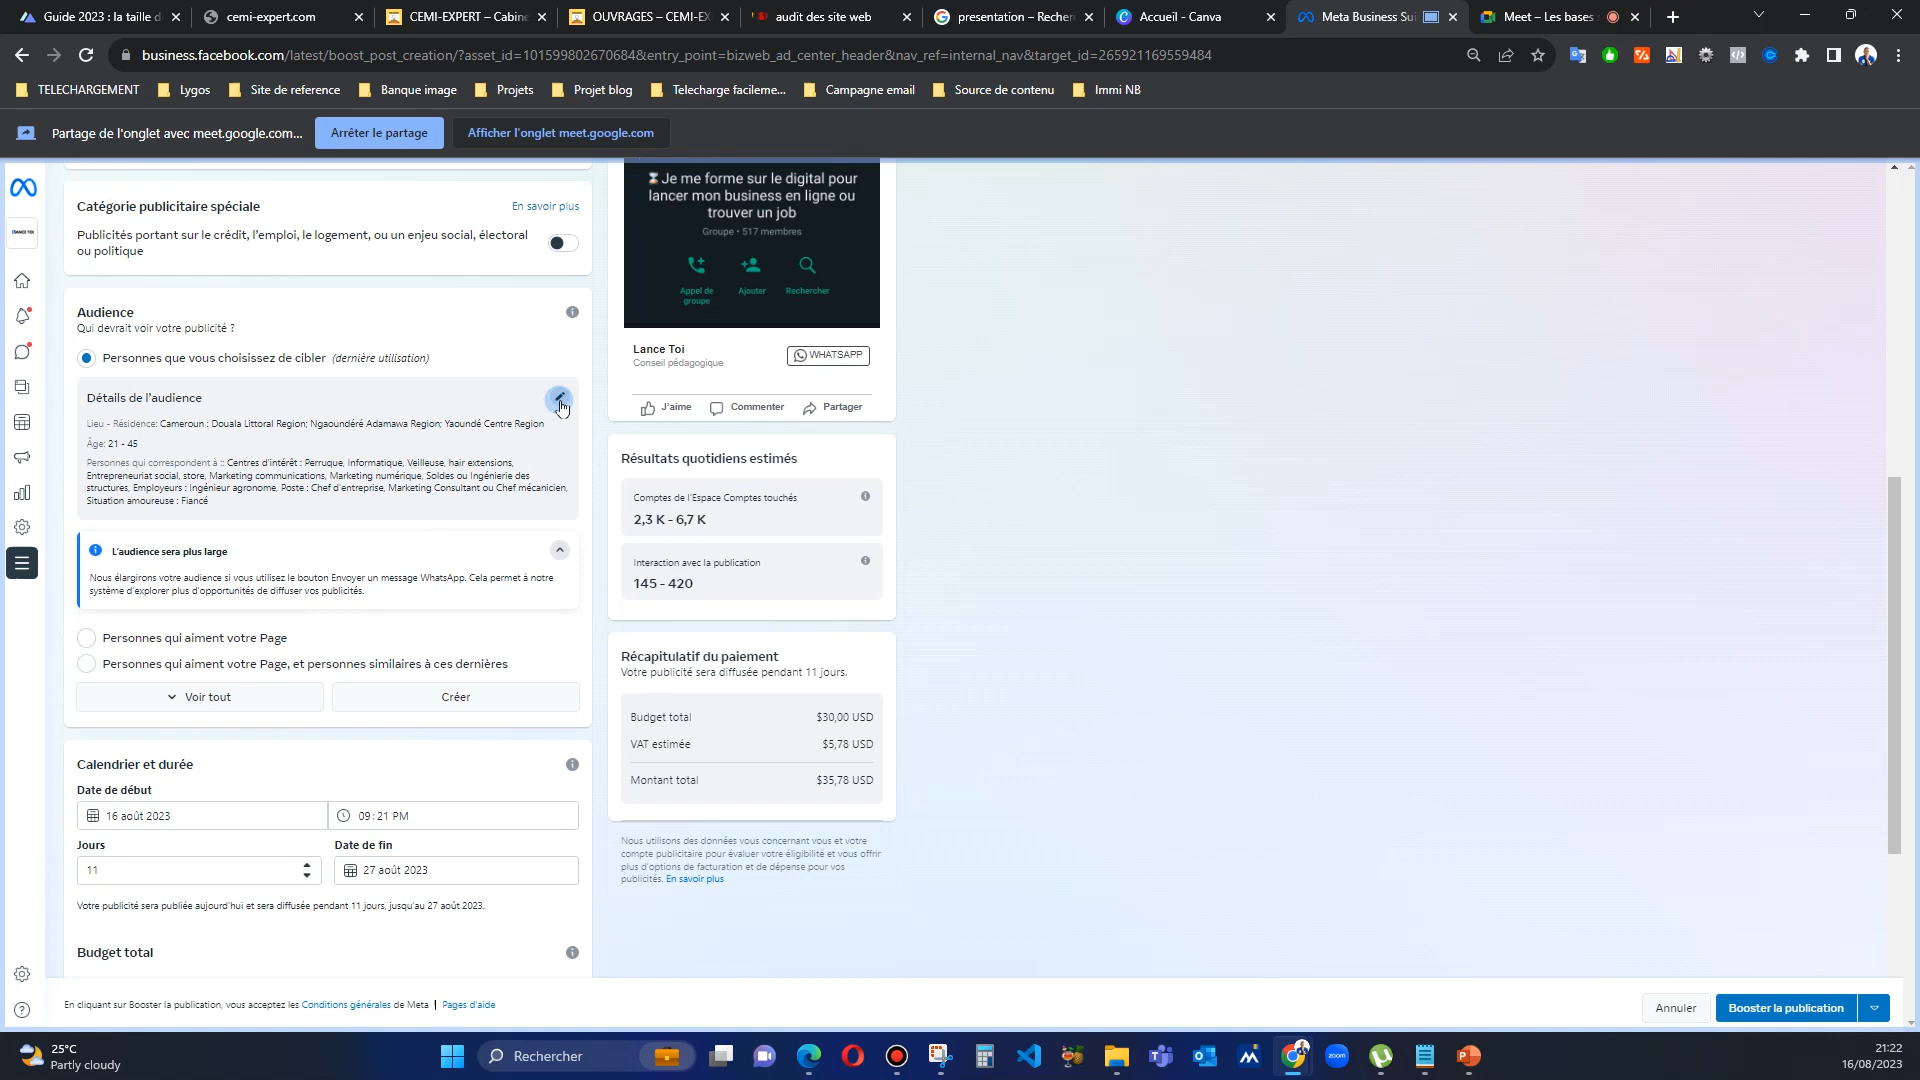 Guide 2023 : la taille d
cemi-expert.com
CEMI-EXPERT – Cabine
OUVRAGES – CEMI-EX
audit des site web
presentation – Recher
Accueil - Canva
Meta Business Sui
Meet – Les bases
business.facebook.com/latest/boost_post_creation/?asset_id=101599802670684&entry_point=bizweb_ad_center_header&nav_ref=internal_nav&target_id=265921169559484
TELECHARGEMENT
Lygos
Site de reference
Banque image
Projets
Projet blog
Telecharge facileme...
Campagne email
Source de contenu
Immi NB
Partage de l'onglet avec meet.google.com...
Arrêter le partage
Afficher l'onglet meet.google.com
Catégorie publicitaire spéciale
En savoir plus
Publicités portant sur le crédit, l'emploi, le logement, ou un enjeu social, électoral
ou politique
Audience
Qui devrait voir votre publicité ?
Personnes que vous choisissez de cibler (dernière utilisation)
Détails de l'audience
Lieu - Résidence: Cameroun : Douala Littoral Region; Ngaoundéré Adamawa Region; Yaoundé Centre Region
Âge: 21 - 45
Personnes qui correspondent à :: Centres d'intérêt : Perruque, Informatique, Veilleuse, hair extensions,
Entrepreneuriat social, store, Marketing communications, Marketing numérique, Soldes ou Ingénierie des
structures, Employeurs : Ingénieur agronome, Poste : Chef d'entreprise, Marketing Consultant ou Chef mécanicien,
Situation amoureuse : Fiancé
L'audience sera plus large
Nous élargirons votre audience si vous utilisez le bouton Envoyer un message WhatsApp. Cela permet à notre
système d'explorer plus d'opportunités de diffuser vos publicités.
Personnes qui aiment votre Page
Personnes qui aiment votre Page, et personnes similaires à ces dernières
Voir tout
Créer
Calendrier et durée
Date de début
16 août 2023
09:21 PM
Jours
Date de fin
11
27 août 2023
Votre publicité sera publiée aujourd'hui et sera diffusée pendant 11 jours, jusqu'au 27 août 2023.
Budget total
Je me forme sur le digital pour
lancer mon business en ligne ou
trouver un job
Groupe • 517 membres
Appel de
groupe
Ajouter
Rechercher
Lance Toi
Conseil pédagogique
WHATSAPP
J'aime
Commenter
Partager
Résultats quotidiens estimés
Comptes de l'Espace Comptes touchés
2,3 K - 6,7 K
Interaction avec la publication
145 - 420
Récapitulatif du paiement
Votre publicité sera diffusée pendant 11 jours.
Budget total $30,00 USD
VAT estimée $5,78 USD
Montant total $35,78 USD
Nous utilisons des données vous concernant vous et votre
compte publicitaire pour évaluer votre éligibilité et vous offrir
plus d'options de facturation et de dépense pour vos
publicités. En savoir plus
En cliquant sur Booster la publication, vous acceptez les Conditions générales de Meta | Pages d'aide
Annuler
Booster la publication
25°C
Partly cloudy
Rechercher
zoom
21:22
16/08/2023